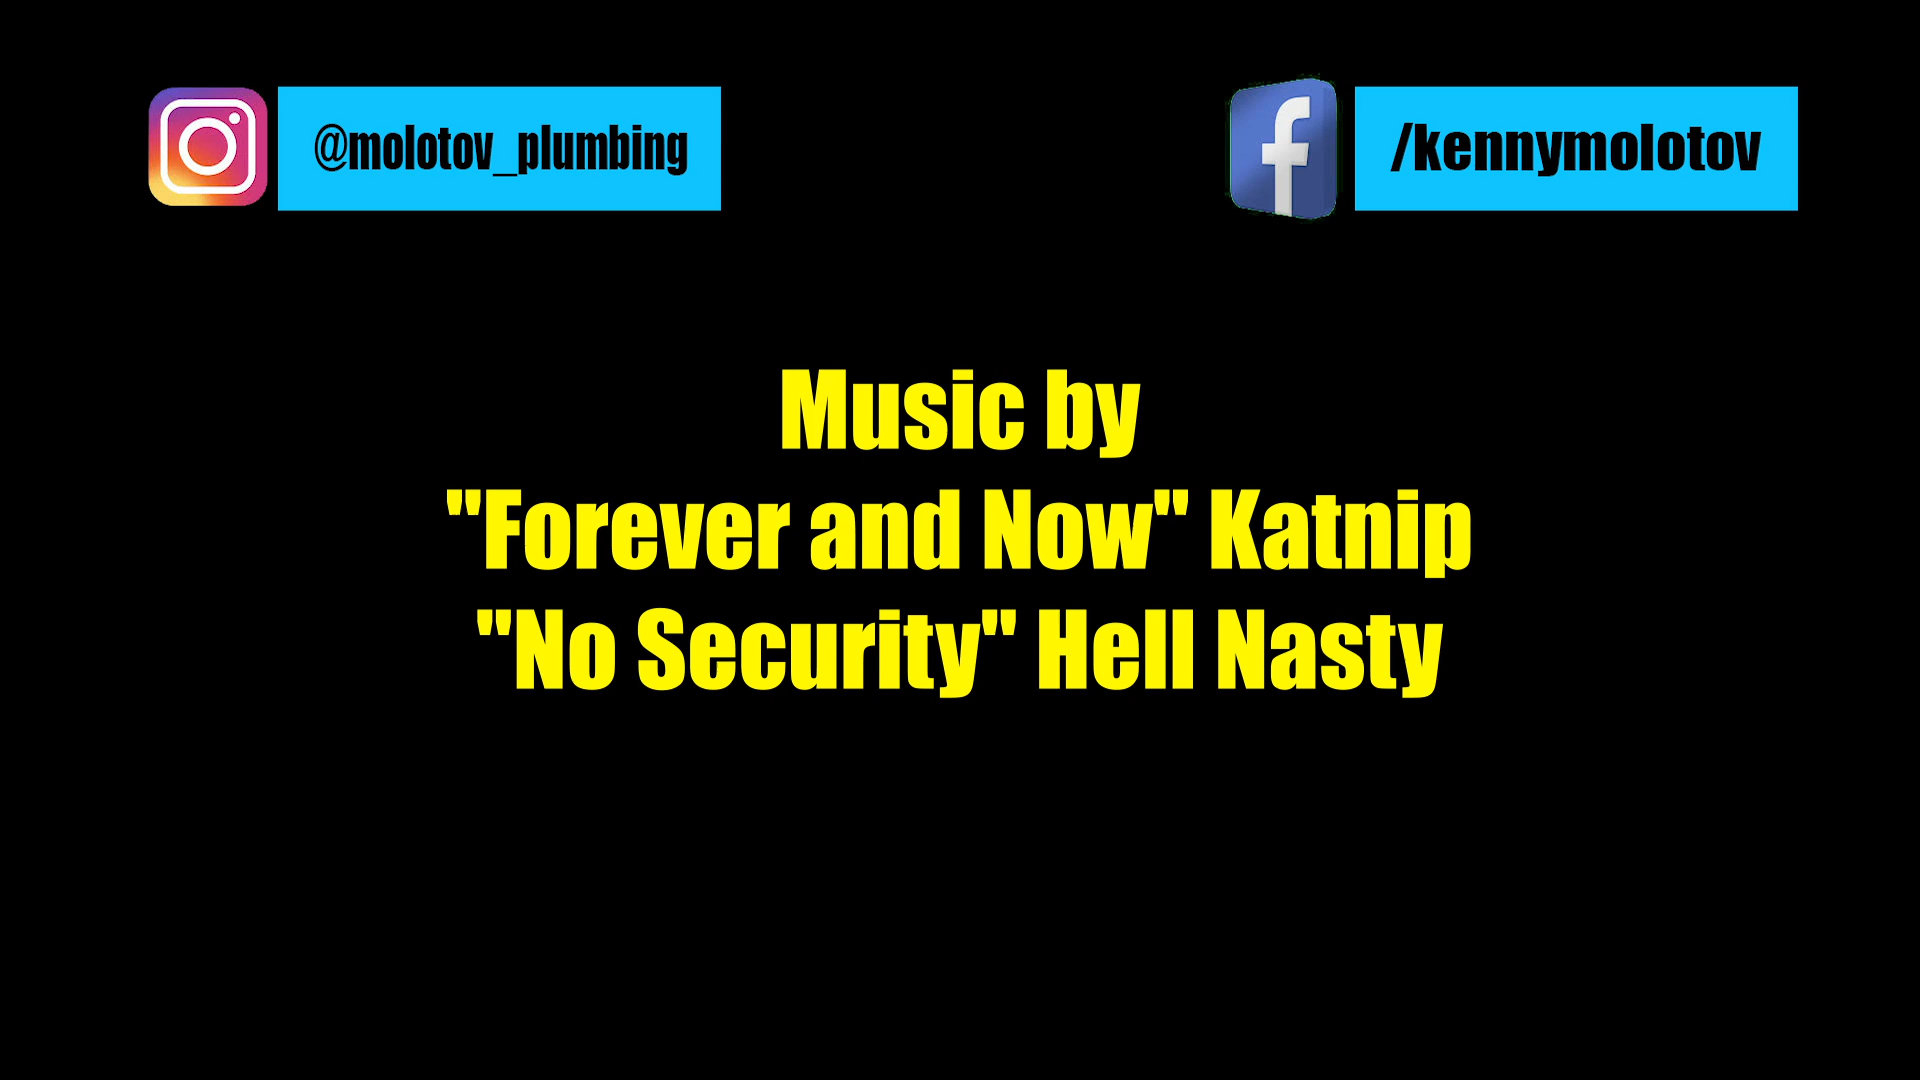 @molotov_plumbing
/kennymolotov
Music by
"Forever and Now" Katnip
"No Security" Hell Nasty